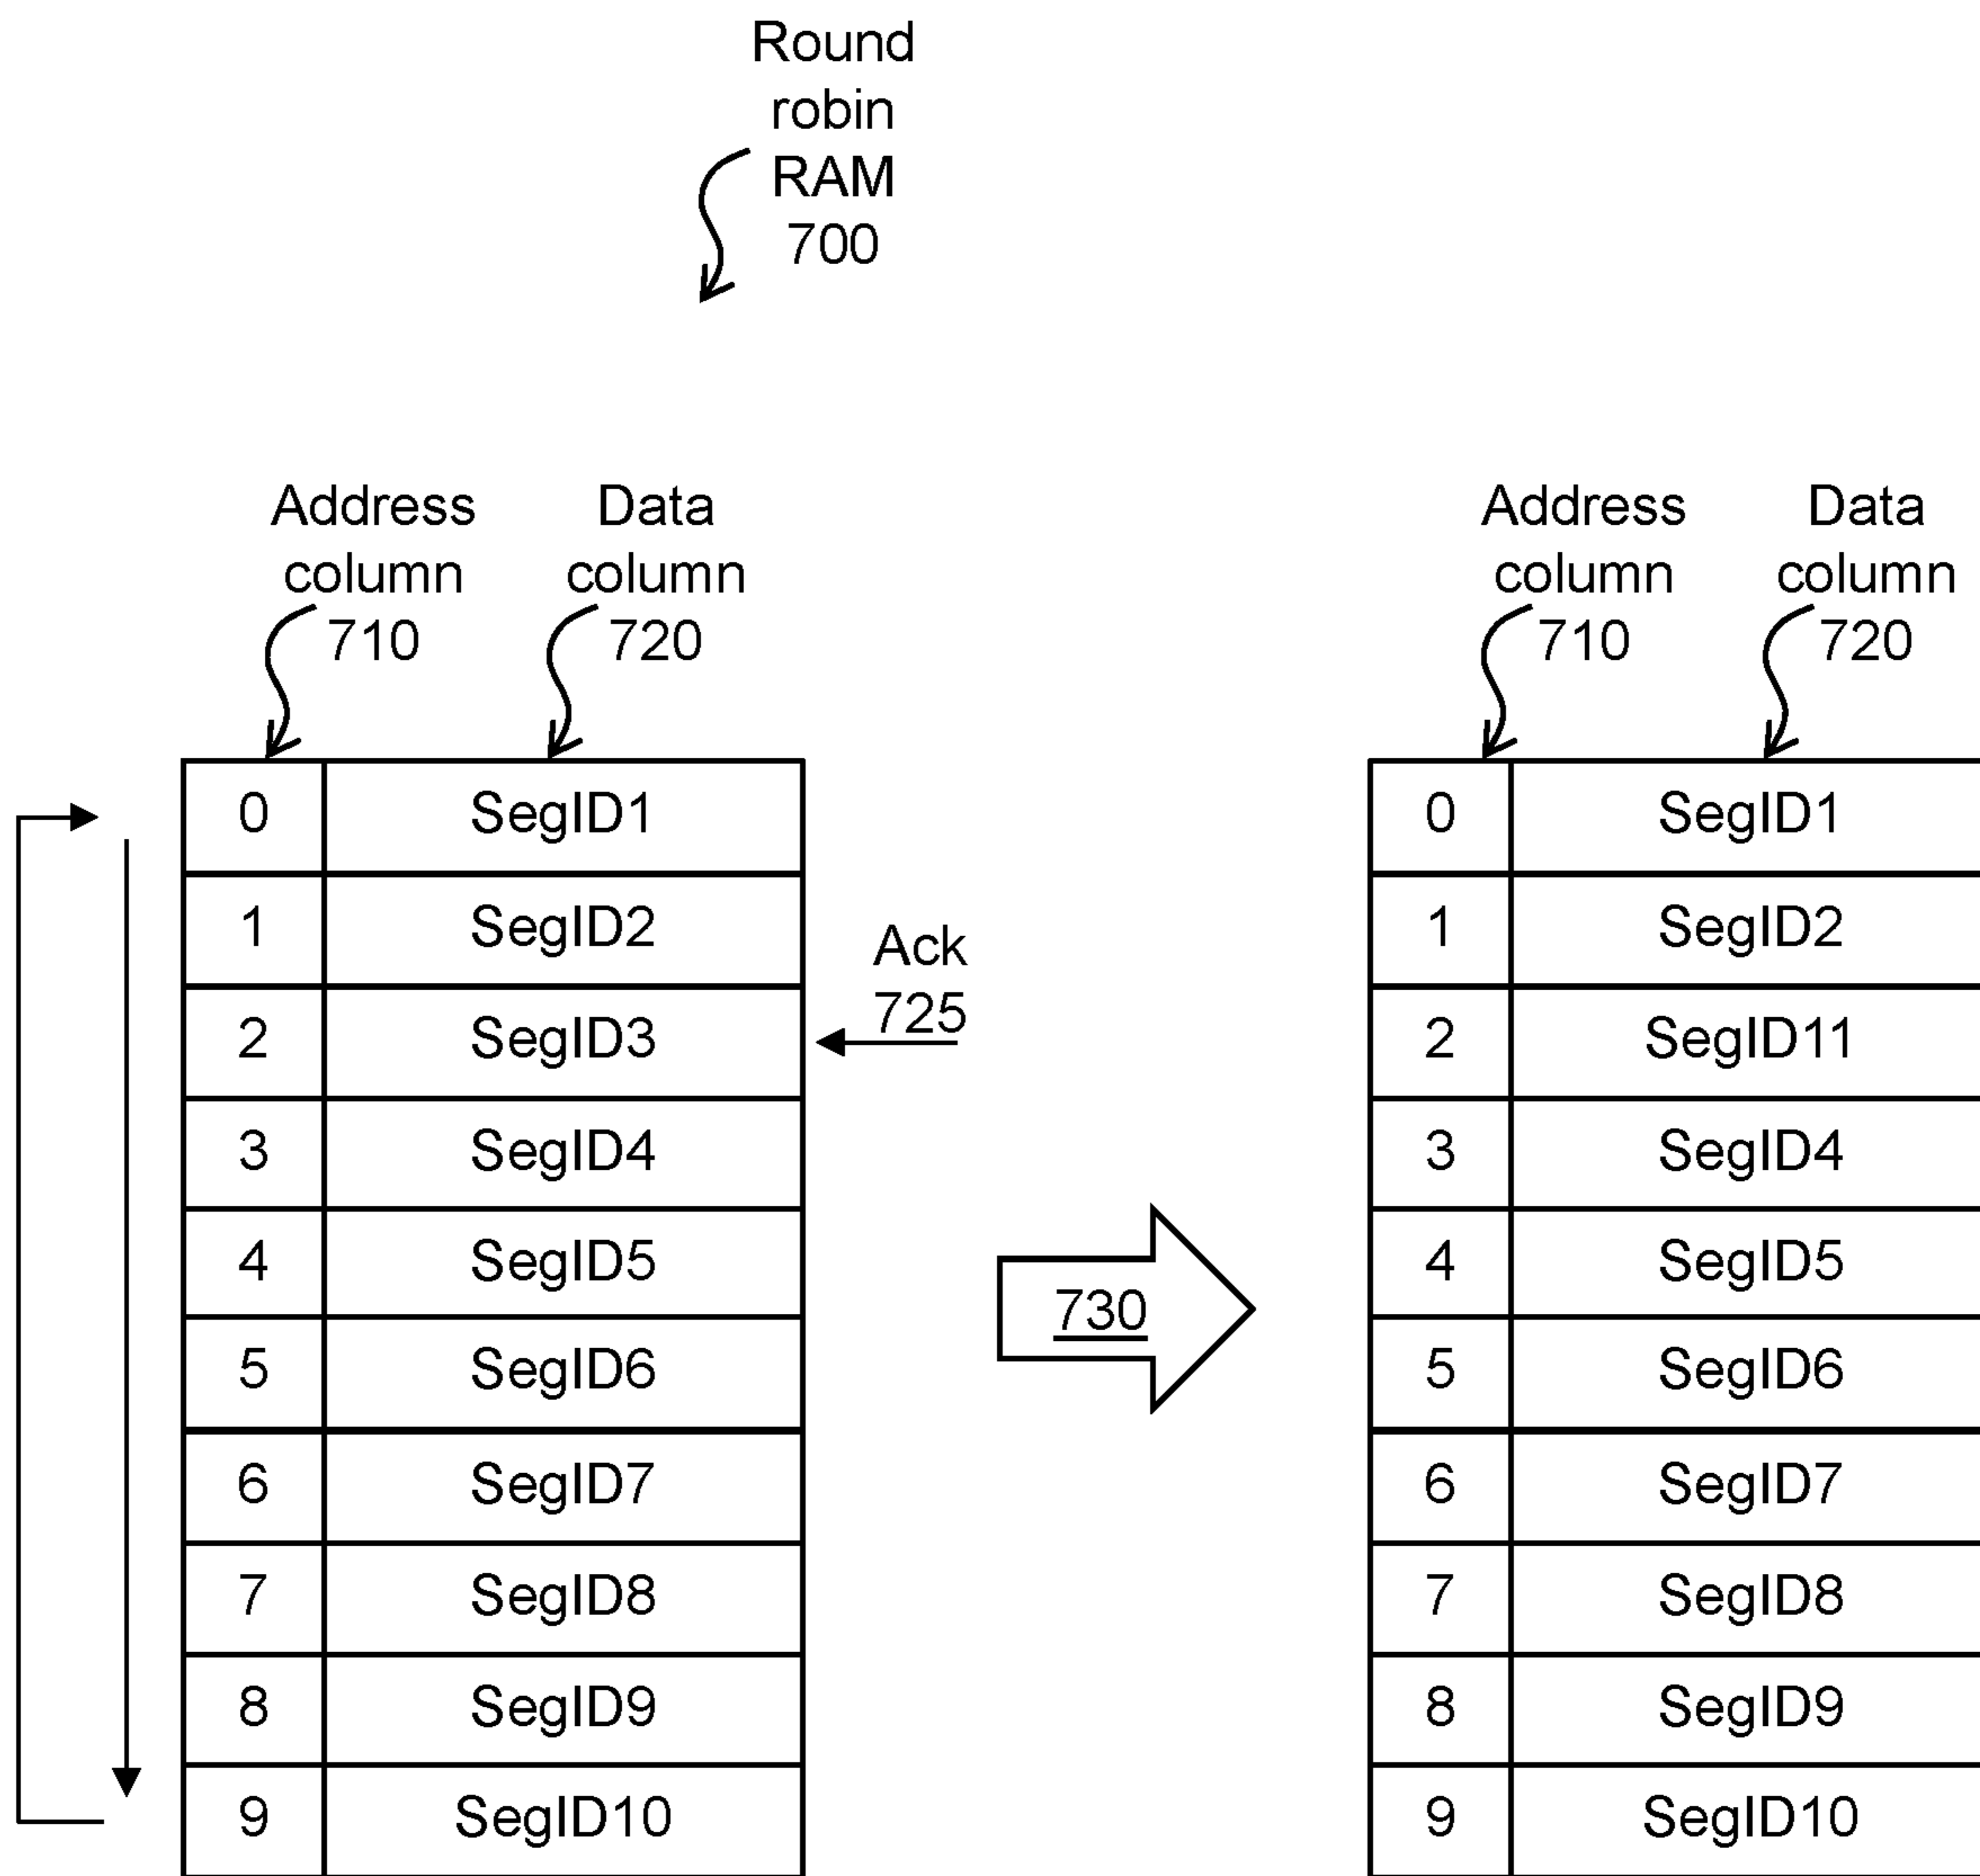 Round
robin
RAM
700
Address
column
710
Data
column
720
Address
column
710
Data
column
720
0 SegID1
1 SegID2
2 SegID3
3 SegID4
4 SegID5
5 SegID6
6 SegID7
7 SegID8
8 SegID9
9 SegID10
Ack
725
730
0 SegID1
1 SegID2
2 SegID11
3 SegID4
4 SegID5
5 SegID6
6 SegID7
7 SegID8
8 SegID9
9 SegID10